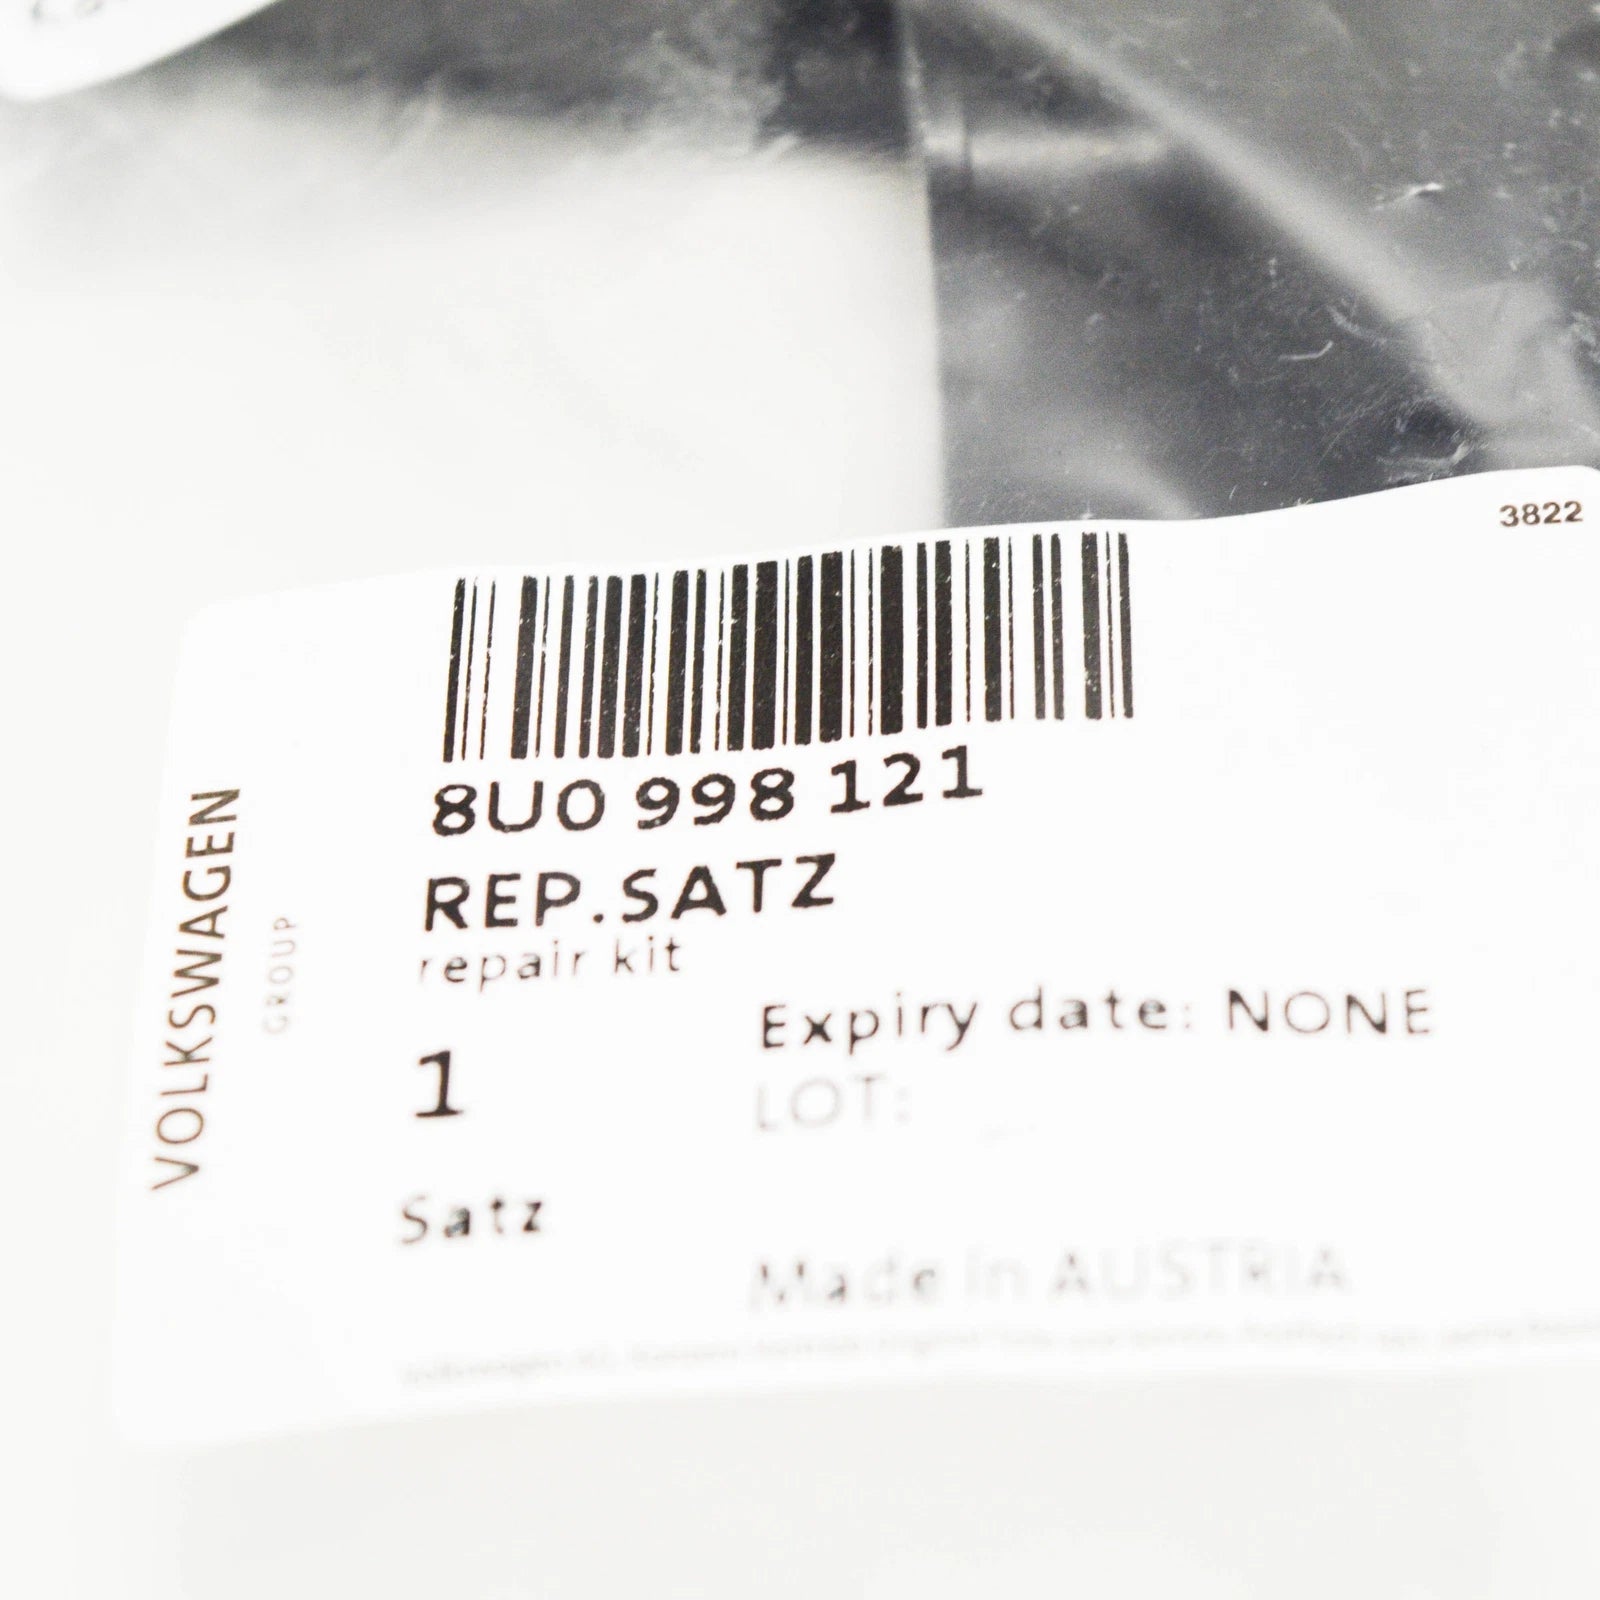 3822
8U0 998 121
REP.SATZ
repair kit
Expiry date: NONE
1
LOT:
Satz
Made in AUSTRIA
VOLKSWAGEN
GROUP